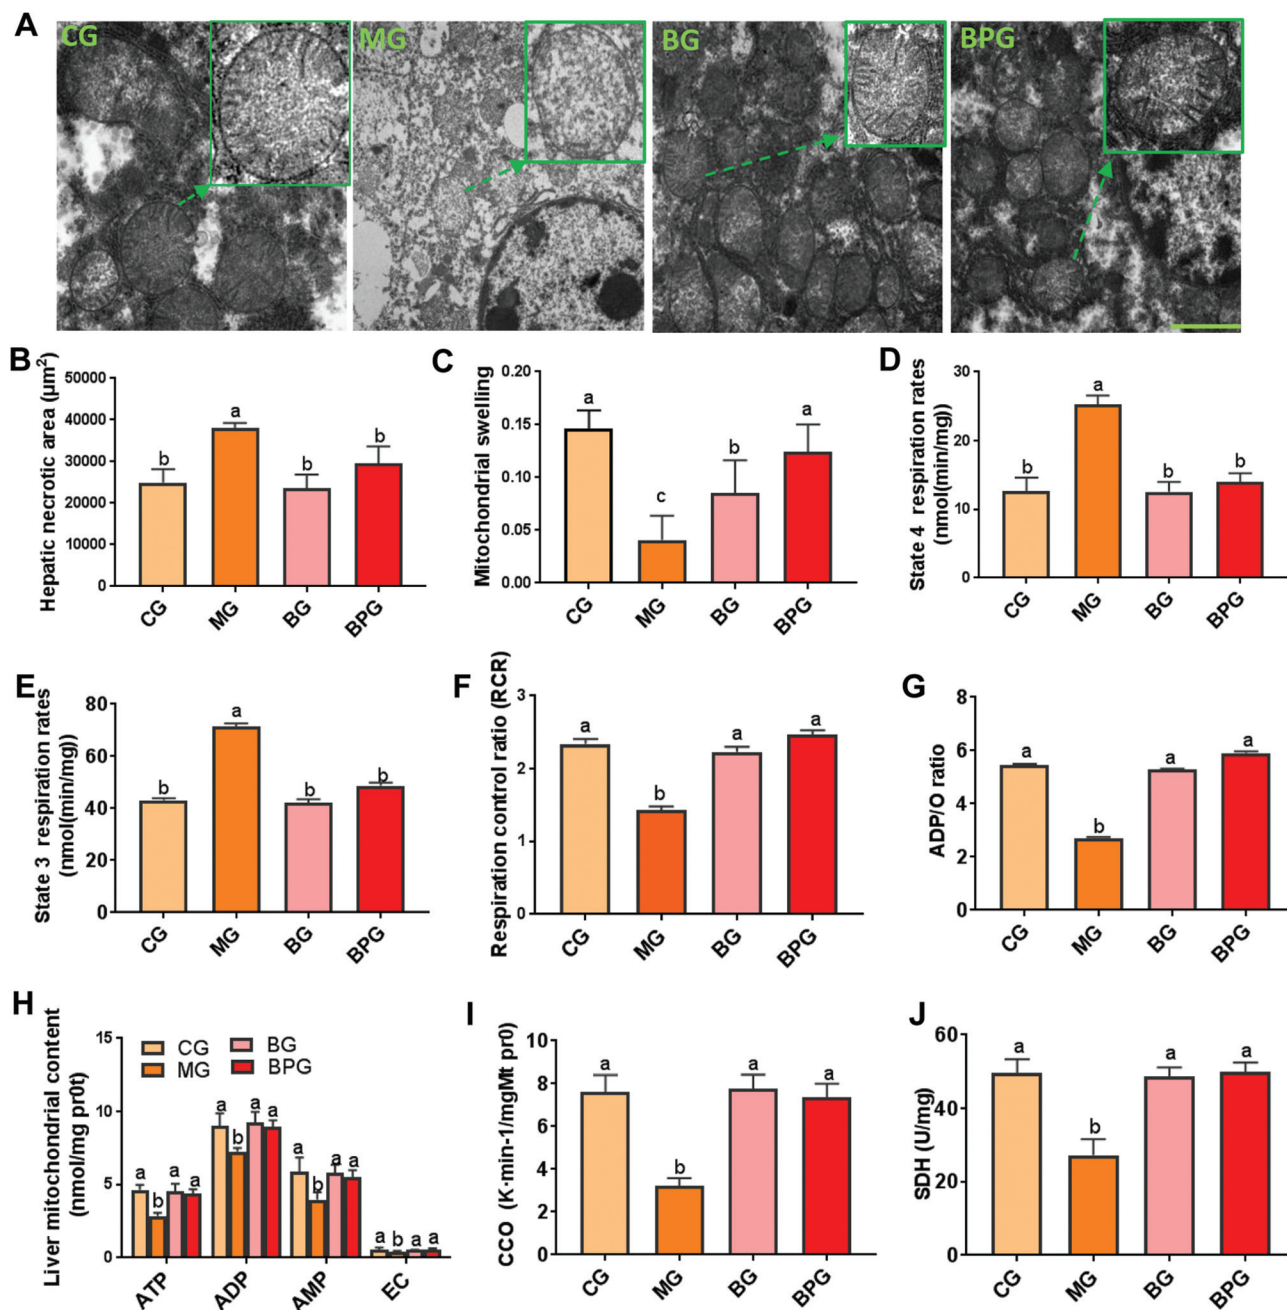 A
CG
MG
BG
BPG
B
Hepatic necrotic area (μm²)
50000
40000
30000
20000
10000
0
b
a
b
b
CG
MG
BG
BPG
C
Mitochondrial swelling
0.20
0.15
0.10
0.05
0.00
a
c
b
a
CG
MG
BG
BPG
D
State 4 respiration rates
(nmol(min/mg))
30
20
10
0
b
a
b
b
CG
MG
BG
BPG
E
State 3 respiration rates
(nmol(min/mg))
80
60
40
20
0
b
a
b
b
CG
MG
BG
BPG
F
Respiration control ratio (RCR)
3
2
1
0
a
b
a
a
CG
MG
BG
BPG
G
ADP/O ratio
8
6
4
2
0
a
b
a
a
CG
MG
BG
BPG
H
Liver mitochondrial content
(nmol/mg pr0t)
15
10
5
0
CG
MG
BG
BPG
a
b
a
a
a
b
a
a
a
b
a
a
a
b
a
a
ATP
ADP
AMP
EC
I
CCO (K-min-1/mgMt pr0)
10
8
6
4
2
0
a
b
a
a
CG
MG
BG
BPG
J
SDH (U/mg)
60
40
20
0
a
b
a
a
CG
MG
BG
BPG